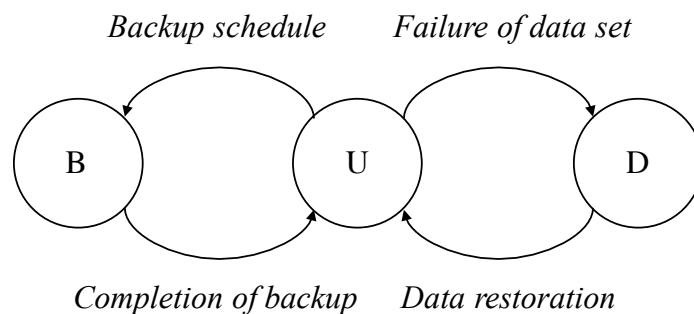 Backup schedule
Failure of data set
B
U
D
Completion of backup
Data restoration